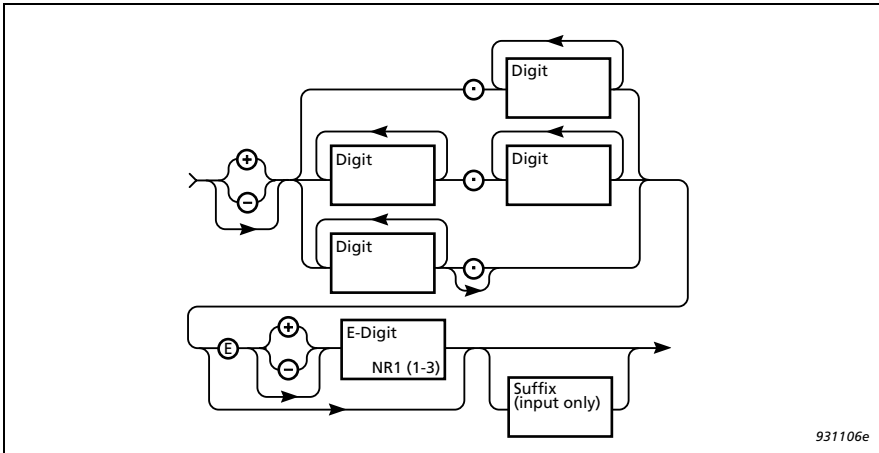 Digit
.
+
Digit
.
Digit
−
Digit
.
E
+
−
E-Digit
NR1 (1-3)
Suffix
(input only)
931106e